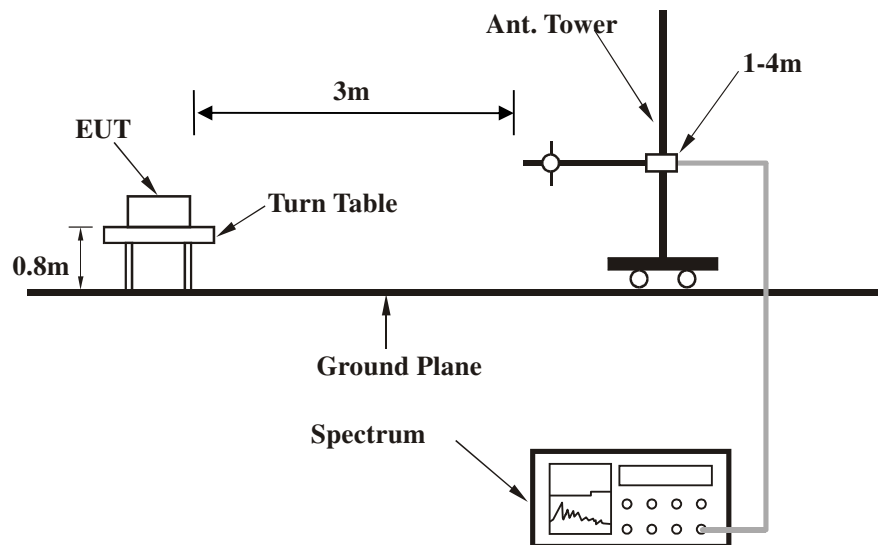 Ant. Tower
1-4m
3m
EUT
Turn Table
0.8m
Ground Plane
Spectrum